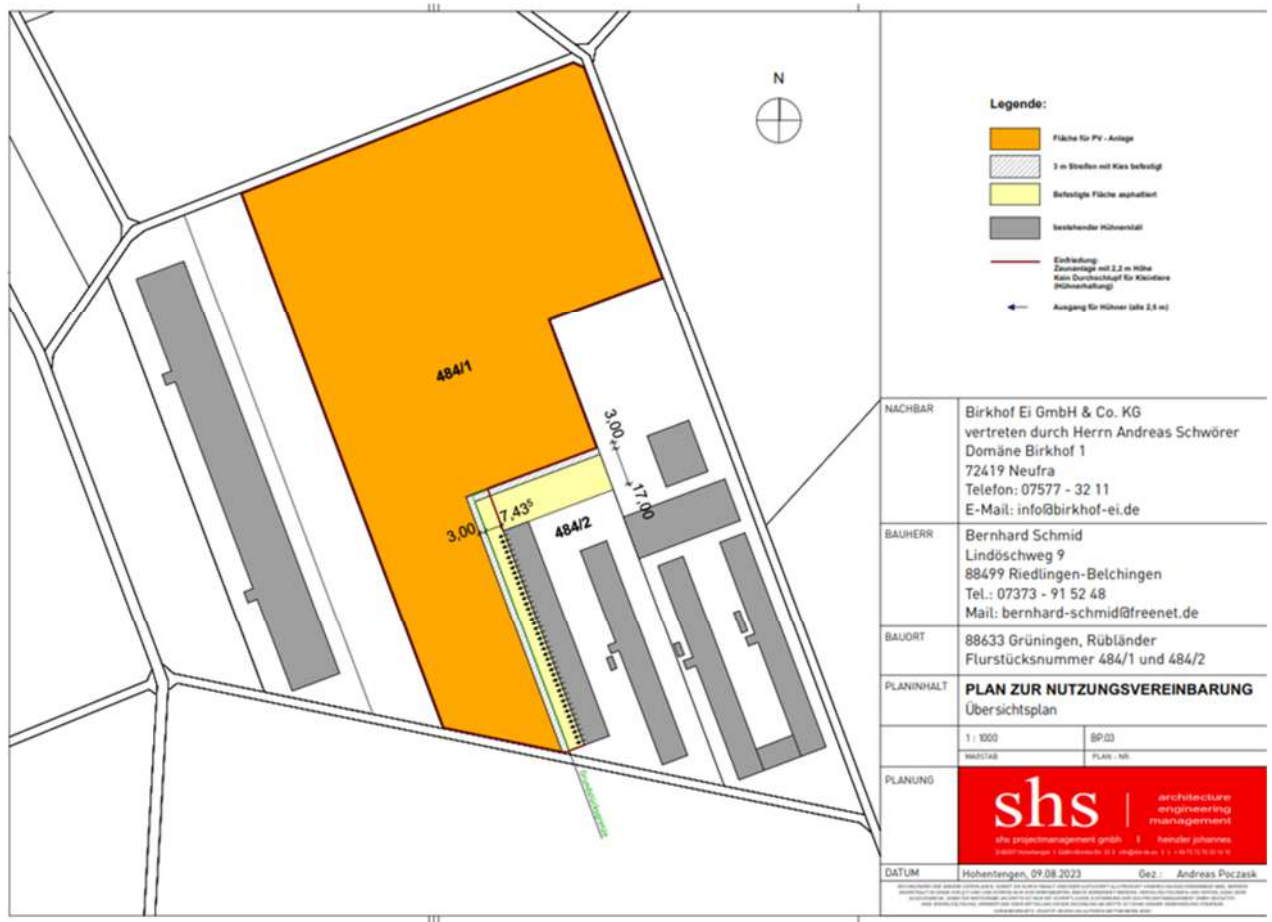 N
Legende:
Fläche für PV - Anlage
3 m Streifen mit Kies befestigt
Befestigte Fläche asphaltiert
bestehender Hühnerstall
Einfriedung:
Zaunanlage mit 2,2 m Höhe
Kein Durchschlupf für Kleintiere
(Hühnerhaltung)
Ausgang für Hühner (alle 2,5 m)
484/1
3,00
17,00
3,00
7,43⁵
484/2
Grundstücksgrenze
NACHBAR
Birkhof Ei GmbH & Co. KG
vertreten durch Herrn Andreas Schwörer
Domäne Birkhof 1
72419 Neufra
Telefon: 07577 - 32 11
E-Mail: info@birkhof-ei.de
BAUHERR
Bernhard Schmid
Lindöschweg 9
88499 Riedlingen-Belchingen
Tel.: 07373 - 91 52 48
Mail: bernhard-schmid@freenet.de
BAUORT
88633 Grüningen, Rübländer
Flurstücksnummer 484/1 und 484/2
PLANINHALT
PLAN ZUR NUTZUNGSVEREINBARUNG
Übersichtsplan
1 : 1000
BP.03
MAßSTAB
PLAN - NR.
PLANUNG
shs
architecture
engineering
management
shs projectmanagement gmbh I heinzler johannes
DATUM
Hohentengen, 09.08.2023 Gez.: Andreas Poczask